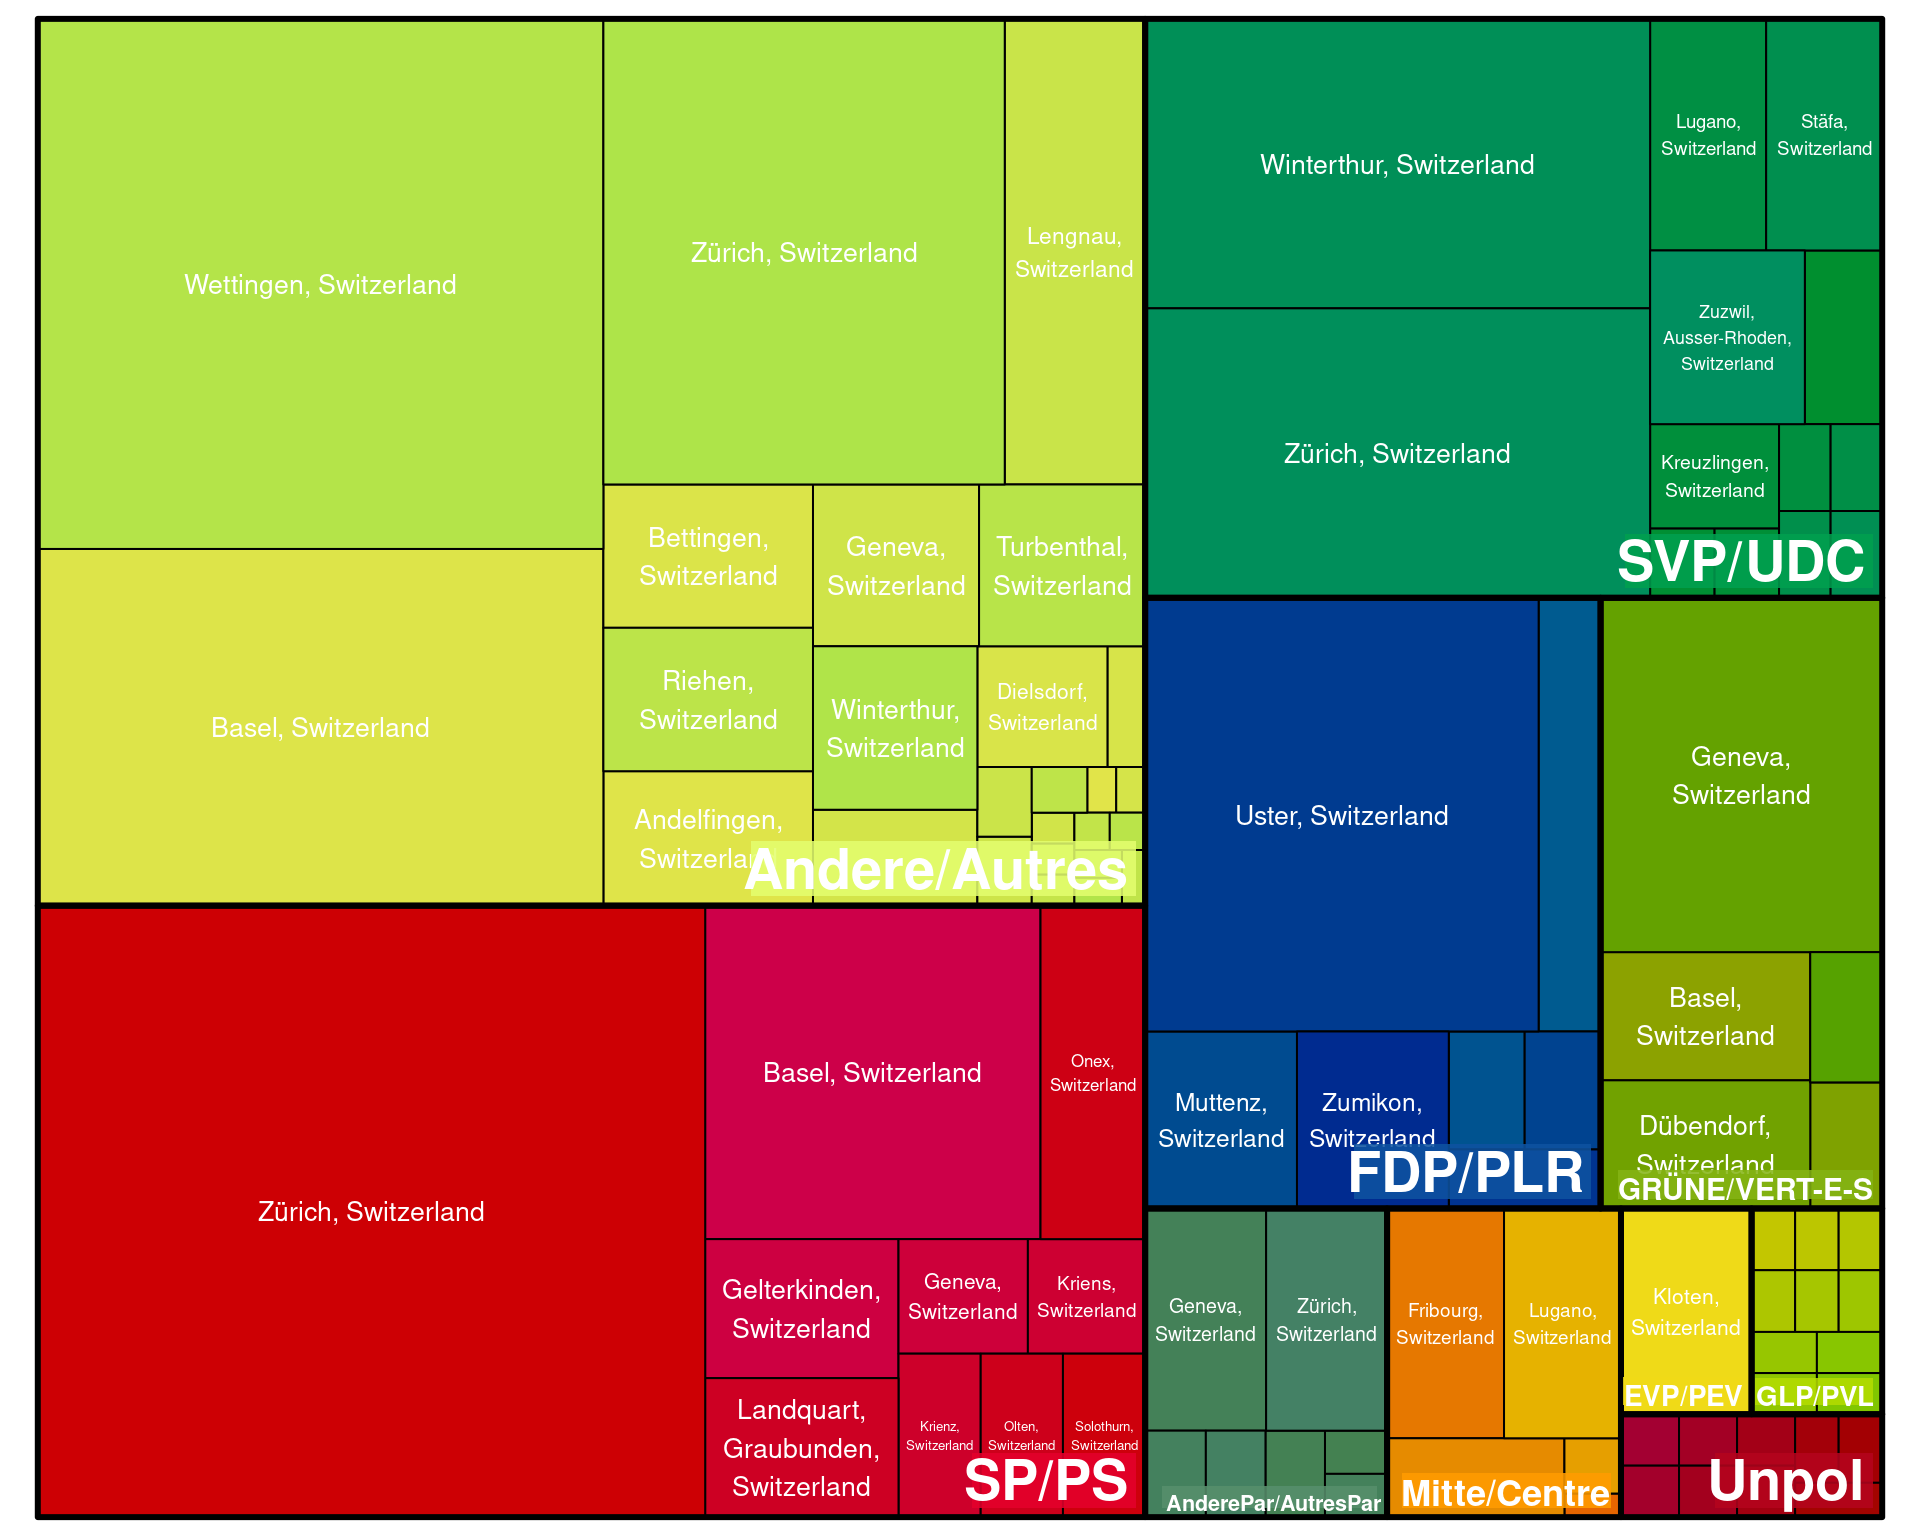 Wettingen, Switzerland
Zürich, Switzerland
Lengnau,
Switzerland
Basel, Switzerland
Bettingen,
Switzerland
Geneva,
Switzerland
Turbenthal,
Switzerland
Riehen,
Switzerland
Winterthur,
Switzerland
Dielsdorf,
Switzerland
Andelfingen,
Switzerland
Andere/Autres
Zürich, Switzerland
Basel, Switzerland
Onex,
Switzerland
Gelterkinden,
Switzerland
Geneva,
Switzerland
Kriens,
Switzerland
Landquart,
Graubunden,
Switzerland
Krienz,
Switzerland
Olten,
Switzerland
Solothurn,
Switzerland
SP/PS
Winterthur, Switzerland
Lugano,
Switzerland
Stäfa,
Switzerland
Zürich, Switzerland
Zuzwil,
Ausser-Rhoden,
Switzerland
Kreuzlingen,
Switzerland
SVP/UDC
Uster, Switzerland
Muttenz,
Switzerland
Zumikon,
Switzerland
FDP/PLR
Geneva,
Switzerland
Basel,
Switzerland
Dübendorf,
Switzerland
GRÜNE/VERT-E-S
Geneva,
Switzerland
Zürich,
Switzerland
AnderePar/AutresPar
Fribourg,
Switzerland
Lugano,
Switzerland
Mitte/Centre
Kloten,
Switzerland
EVP/PEV
GLP/PVL
Unpol